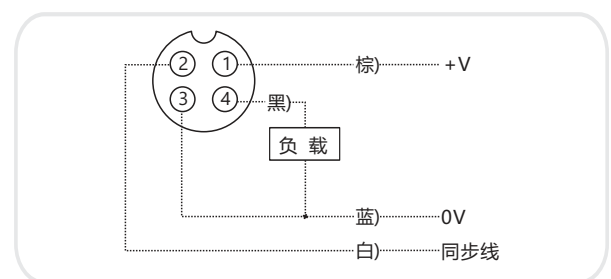 ② ① 棕) +V
③ ④ 黑)
负 载
蓝) 0V
白) 同步线